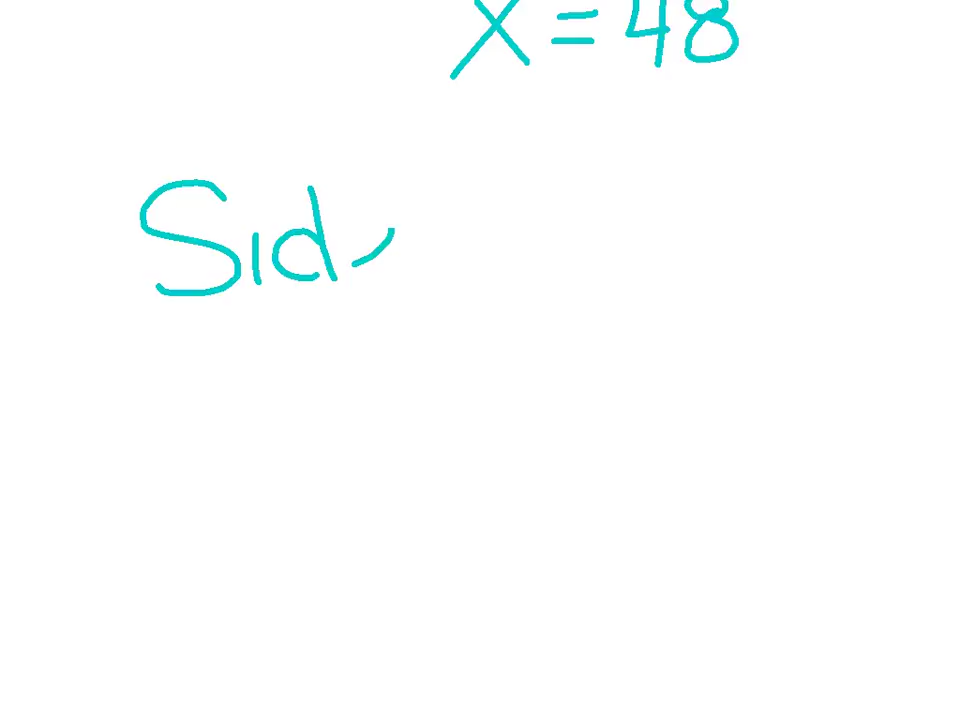 X = 48
Sid